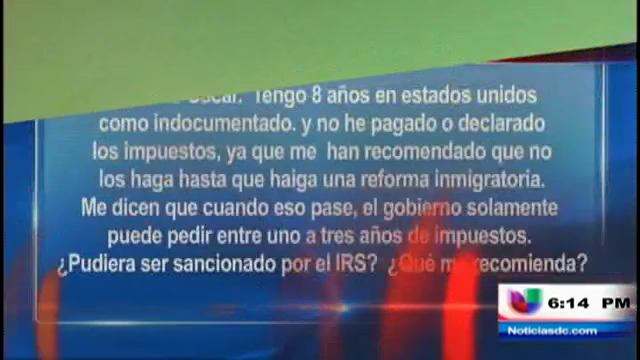 Tengo 8 años en estados unidos
como indocumentado. y no he pagado o declarado
los impuestos, ya que me han recomendado que no
los haga hasta que haiga una reforma inmigratoria.
Me dicen que cuando eso pase, el gobierno solamente
puede pedir entre uno a tres años de impuestos.
¿Pudiera ser sancionado por el IRS? ¿Qué me recomienda?
6:14 PM
Noticiasdc.com